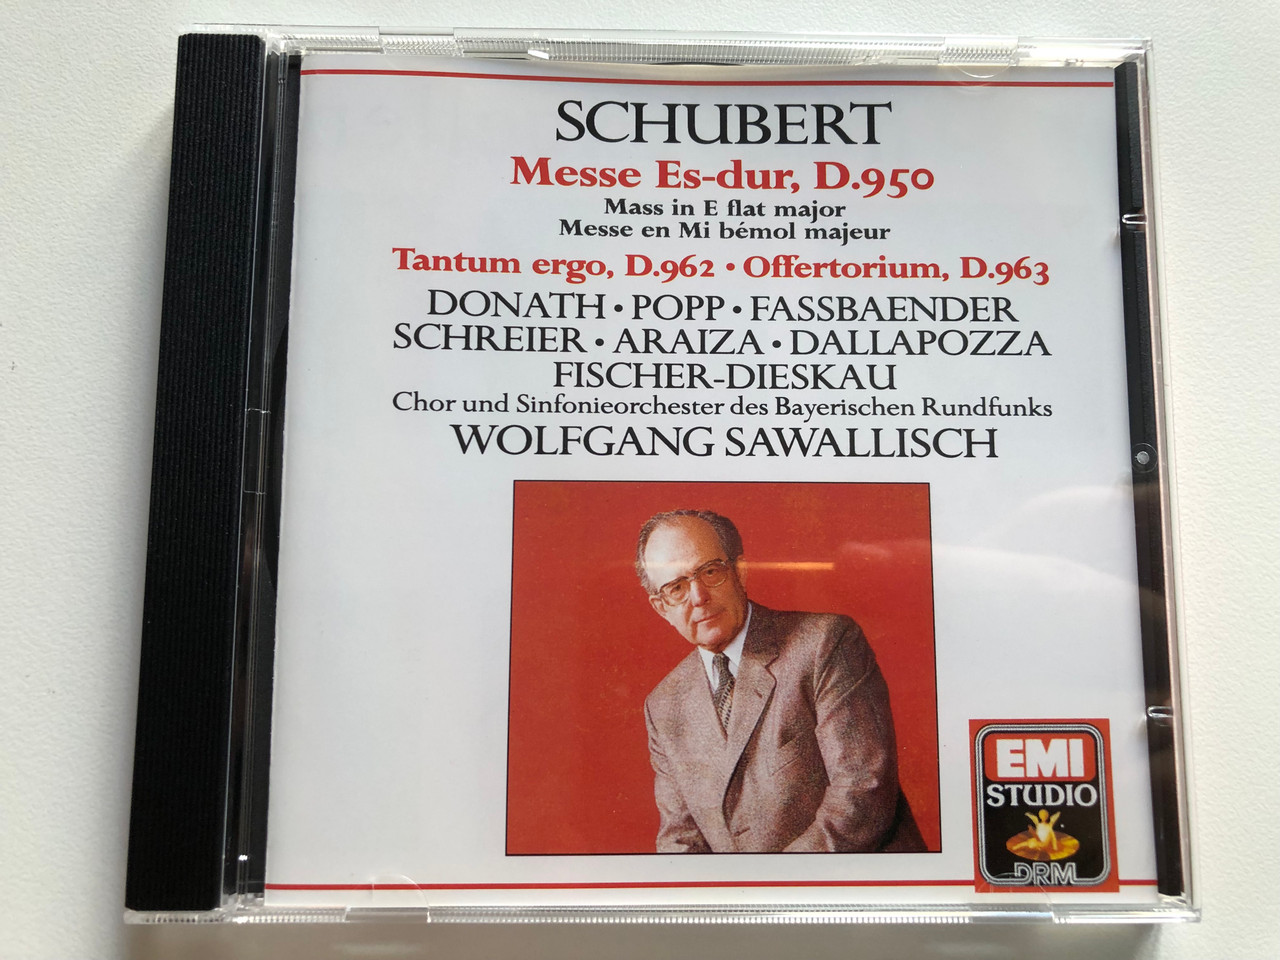 SCHUBERT
Messe Es-dur, D.950
Mass in E flat major
Messe en Mi bémol majeur
Tantum ergo, D.962 • Offertorium, D.963
DONATH • POPP • FASSBAENDER
SCHREIER • ARAIZA • DALLAPOZZA
FISCHER-DIESKAU
Chor und Sinfonieorchester des Bayerischen Rundfunks
WOLFGANG SAWALLISCH
EMI
STUDIO
DRM